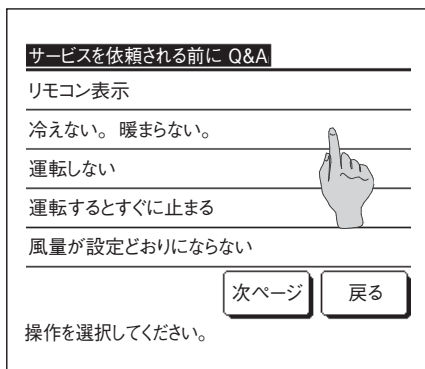 サービスを依頼される前に Q&A
リモコン表示
冷えない。暖まらない。
運転しない
運転するとすぐに止まる
風量が設定どおりにならない
次ページ 戻る
操作を選択してください。